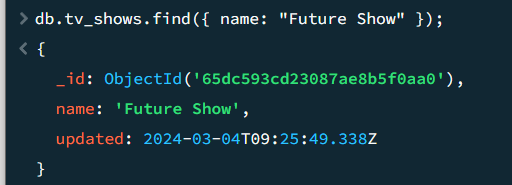 > db.tv_shows.find({ name: "Future Show" });
< {
_id: ObjectId('65dc593cd23087ae8b5f0aa0'),
name: 'Future Show',
updated: 2024-03-04T09:25:49.338Z
}